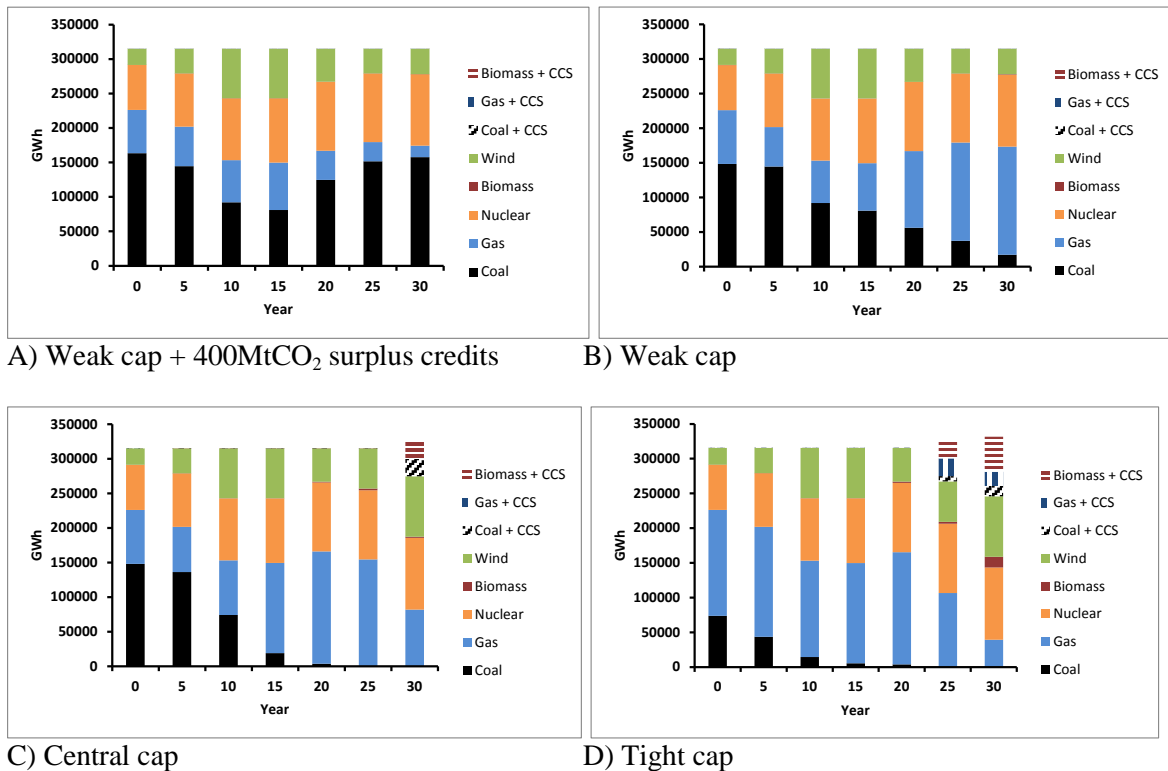 350000
300000
250000
200000
150000
100000
50000
0
GWh
0 5 10 15 20 25 30
Year
Biomass + CCS
Gas + CCS
Coal + CCS
Wind
Biomass
Nuclear
Gas
Coal
A) Weak cap + 400MtCO₂ surplus credits
350000
300000
250000
200000
150000
100000
50000
0
GWh
0 5 10 15 20 25 30
Year
Biomass + CCS
Gas + CCS
Coal + CCS
Wind
Biomass
Nuclear
Gas
Coal
B) Weak cap
350000
300000
250000
200000
150000
100000
50000
0
GWh
0 5 10 15 20 25 30
Year
Biomass + CCS
Gas + CCS
Coal + CCS
Wind
Biomass
Nuclear
Gas
Coal
C) Central cap
350000
300000
250000
200000
150000
100000
50000
0
GWh
0 5 10 15 20 25 30
Year
Biomass + CCS
Gas + CCS
Coal + CCS
Wind
Biomass
Nuclear
Gas
Coal
D) Tight cap